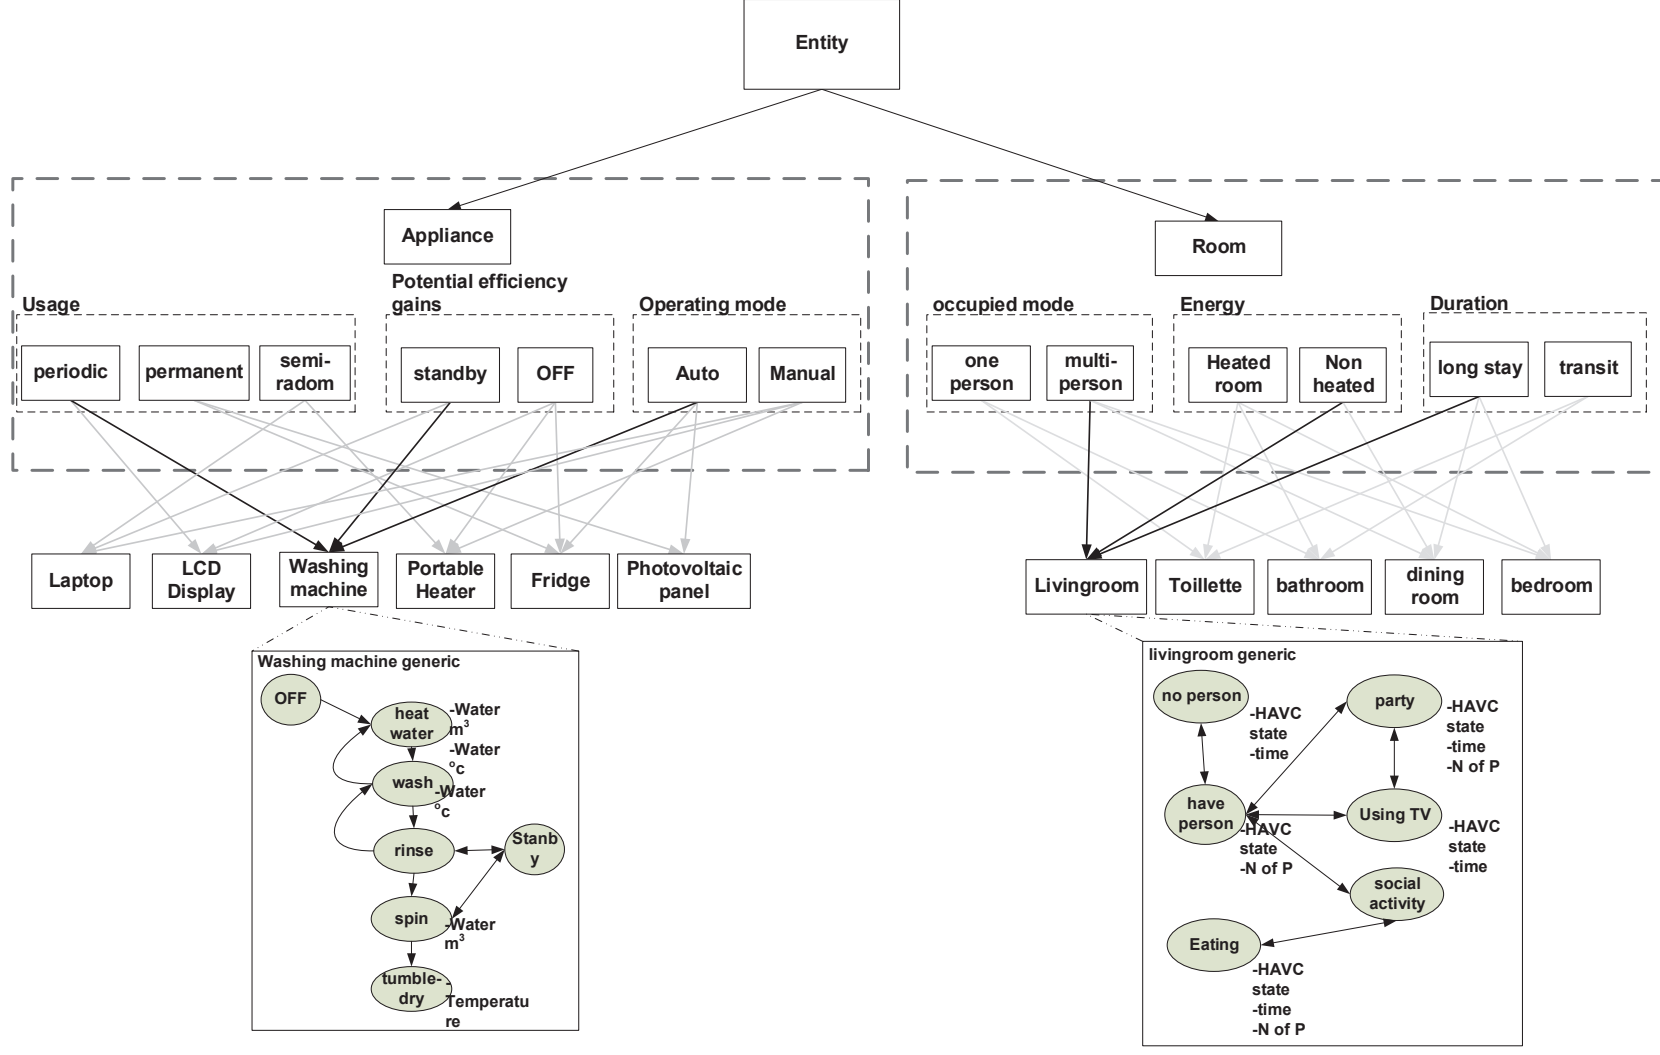 Entity
Appliance
Room
Potential efficiency
gains
Usage
Operating mode
occupied mode
Energy
Duration
periodic
permanent
semi-
radom
standby
OFF
Auto
Manual
one
person
multi-
person
Heated
room
Non
heated
long stay
transit
Laptop
LCD
Display
Washing
machine
Portable
Heater
Fridge
Photovoltaic
panel
Livingroom
Toillette
bathroom
dining
room
bedroom
Washing machine generic
OFF
heat
water
-Water
m³
-Water
ºc
wash
-Water
ºc
rinse
Stanb
y
spin
-Water
m³
tumble-
dry
-
Temperatu
re
livingroom generic
no person
-HAVC
state
-time
party
-HAVC
state
-time
-N of P
have
person
-HAVC
state
-N of P
Using TV
-HAVC
state
-time
social
activity
Eating
-HAVC
state
-time
-N of P